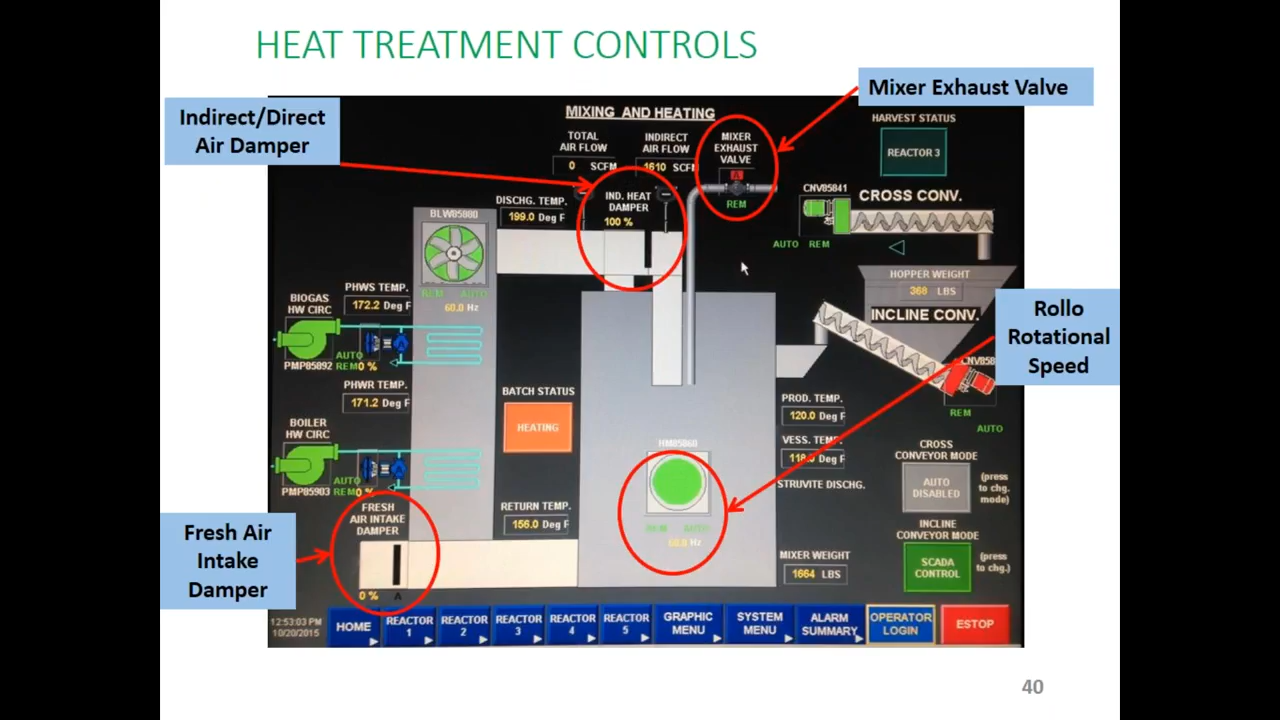 HEAT TREATMENT CONTROLS
Mixer Exhaust Valve
Indirect/Direct
Air Damper
MIXING AND HEATING
TOTAL
AIR FLOW
0 SCFM
INDIRECT
AIR FLOW
1610 SCFM
MIXER
EXHAUST
VALVE
A
REM
HARVEST STATUS
REACTOR 3
CNV05841
CROSS CONV.
AUTO REM
DISCHG. TEMP.
199.0 Deg F
IND. HEAT
DAMPER
100 %
BLW05880
REM AUTO
60.0 Hz
HOPPER WEIGHT
368 LBS
INCLINE CONV.
Rollo
Rotational
Speed
PHWS TEMP.
172.2 Deg F
BIOGAS
HW CIRC
AUTO
REM 0 %
PMP05892
PHWR TEMP.
171.2 Deg F
BATCH STATUS
HEATING
CNV058
REM
AUTO
PROD. TEMP.
120.0 Deg F
VESS. TEMP.
Deg F
STRUVITE DISCHG.
BOILER
HW CIRC
AUTO
REM 0 %
PMP05903
HM05860
REM AUTO
Hz
CROSS
CONVEYOR MODE
AUTO
DISABLED
(press
to chg.
mode)
FRESH
AIR INTAKE
DAMPER
0 % A
Fresh Air
Intake
Damper
RETURN TEMP.
156.0 Deg F
INCLINE
CONVEYOR MODE
SCADA
CONTROL
(press
to chg.)
MIXER WEIGHT
1664 LBS
12:53:03 PM
10/20/2015
HOME
REACTOR
1
REACTOR
2
REACTOR
3
REACTOR
4
REACTOR
5
GRAPHIC
MENU
SYSTEM
MENU
ALARM
SUMMARY
OPERATOR
LOGIN
ESTOP
40